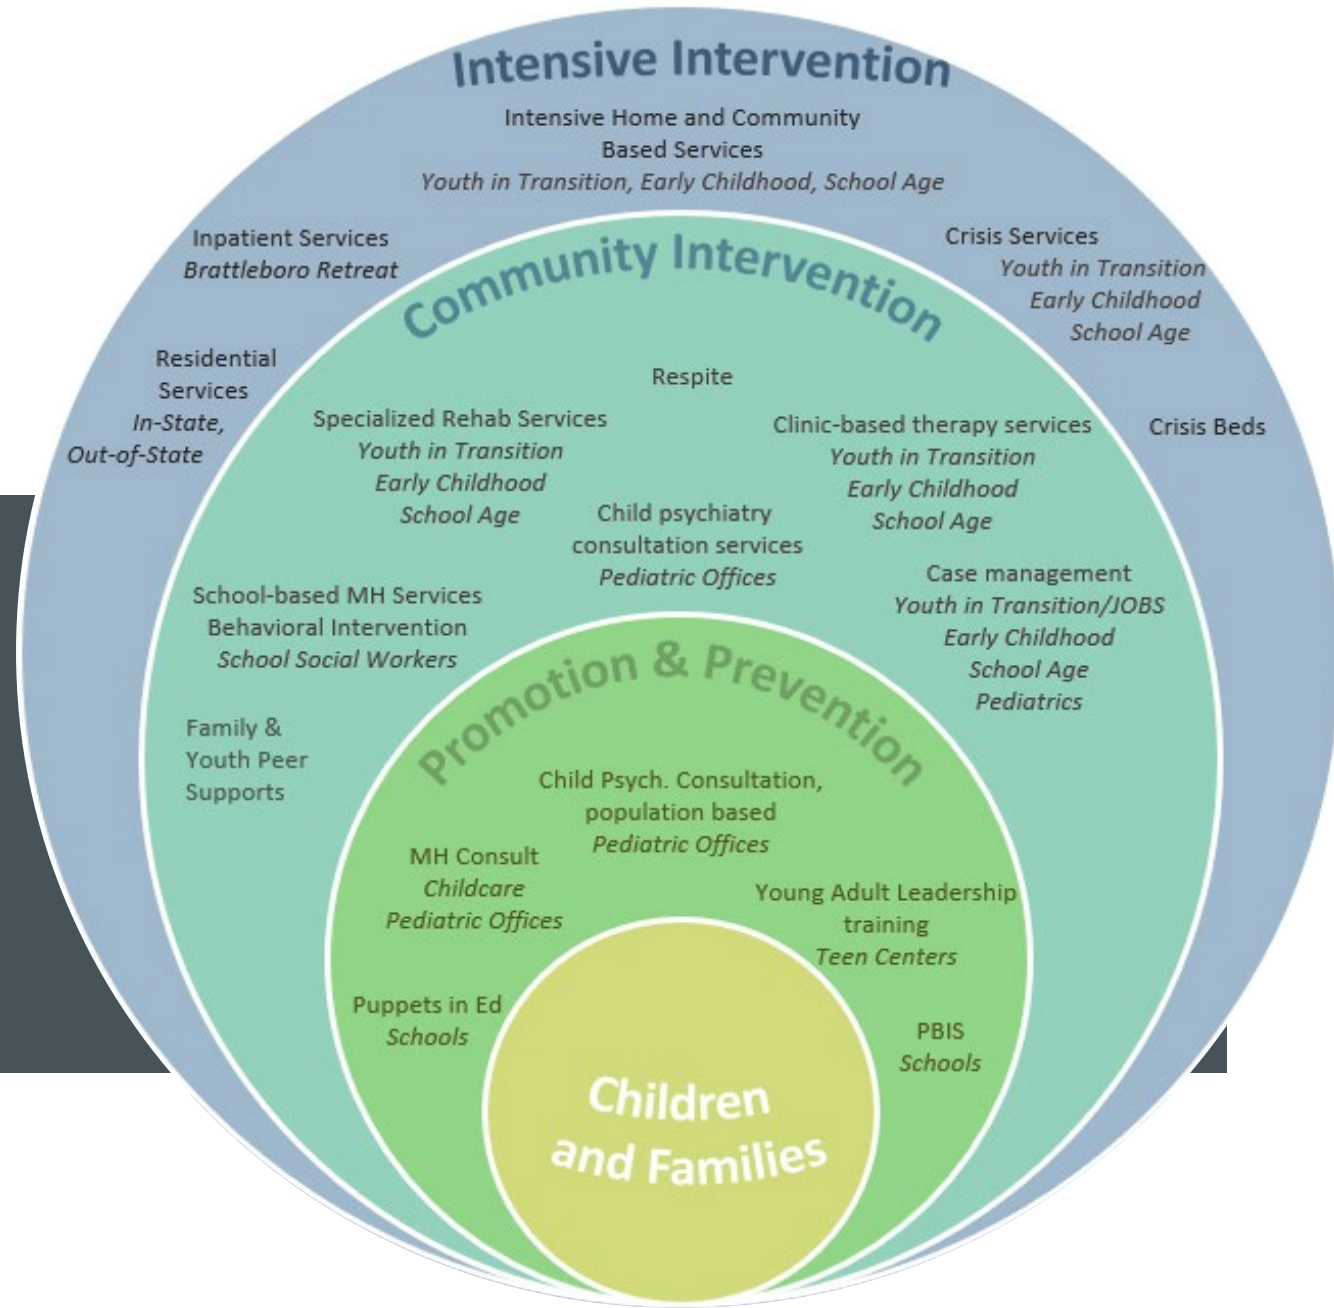 Intensive Intervention
Intensive Home and Community
Based Services
Youth in Transition, Early Childhood, School Age
Inpatient Services
Brattleboro Retreat
Crisis Services
Youth in Transition
Early Childhood
School Age
Residential
Services
In-State,
Out-of-State
Crisis Beds
Community Intervention
Respite
Specialized Rehab Services
Youth in Transition
Early Childhood
School Age
Clinic-based therapy services
Youth in Transition
Early Childhood
School Age
Child psychiatry
consultation services
Pediatric Offices
School-based MH Services
Behavioral Intervention
School Social Workers
Case management
Youth in Transition/JOBS
Early Childhood
School Age
Pediatrics
Family &
Youth Peer
Supports
Promotion & Prevention
Child Psych. Consultation,
population based
Pediatric Offices
MH Consult
Childcare
Pediatric Offices
Young Adult Leadership
training
Teen Centers
Puppets in Ed
Schools
PBIS
Schools
Children
and Families